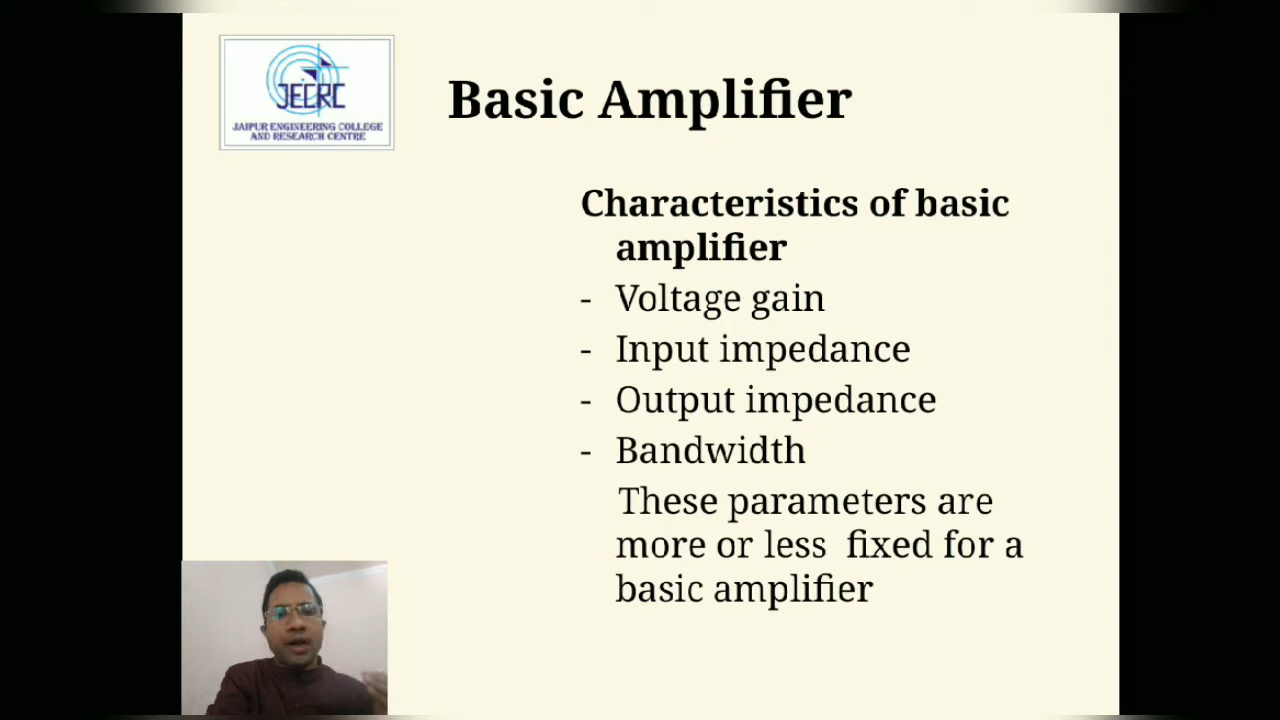 JECRC
JAIPUR ENGINEERING COLLEGE
AND RESEARCH CENTRE
Basic Amplifier
Characteristics of basic
amplifier
- Voltage gain
- Input impedance
- Output impedance
- Bandwidth
These parameters are
more or less fixed for a
basic amplifier